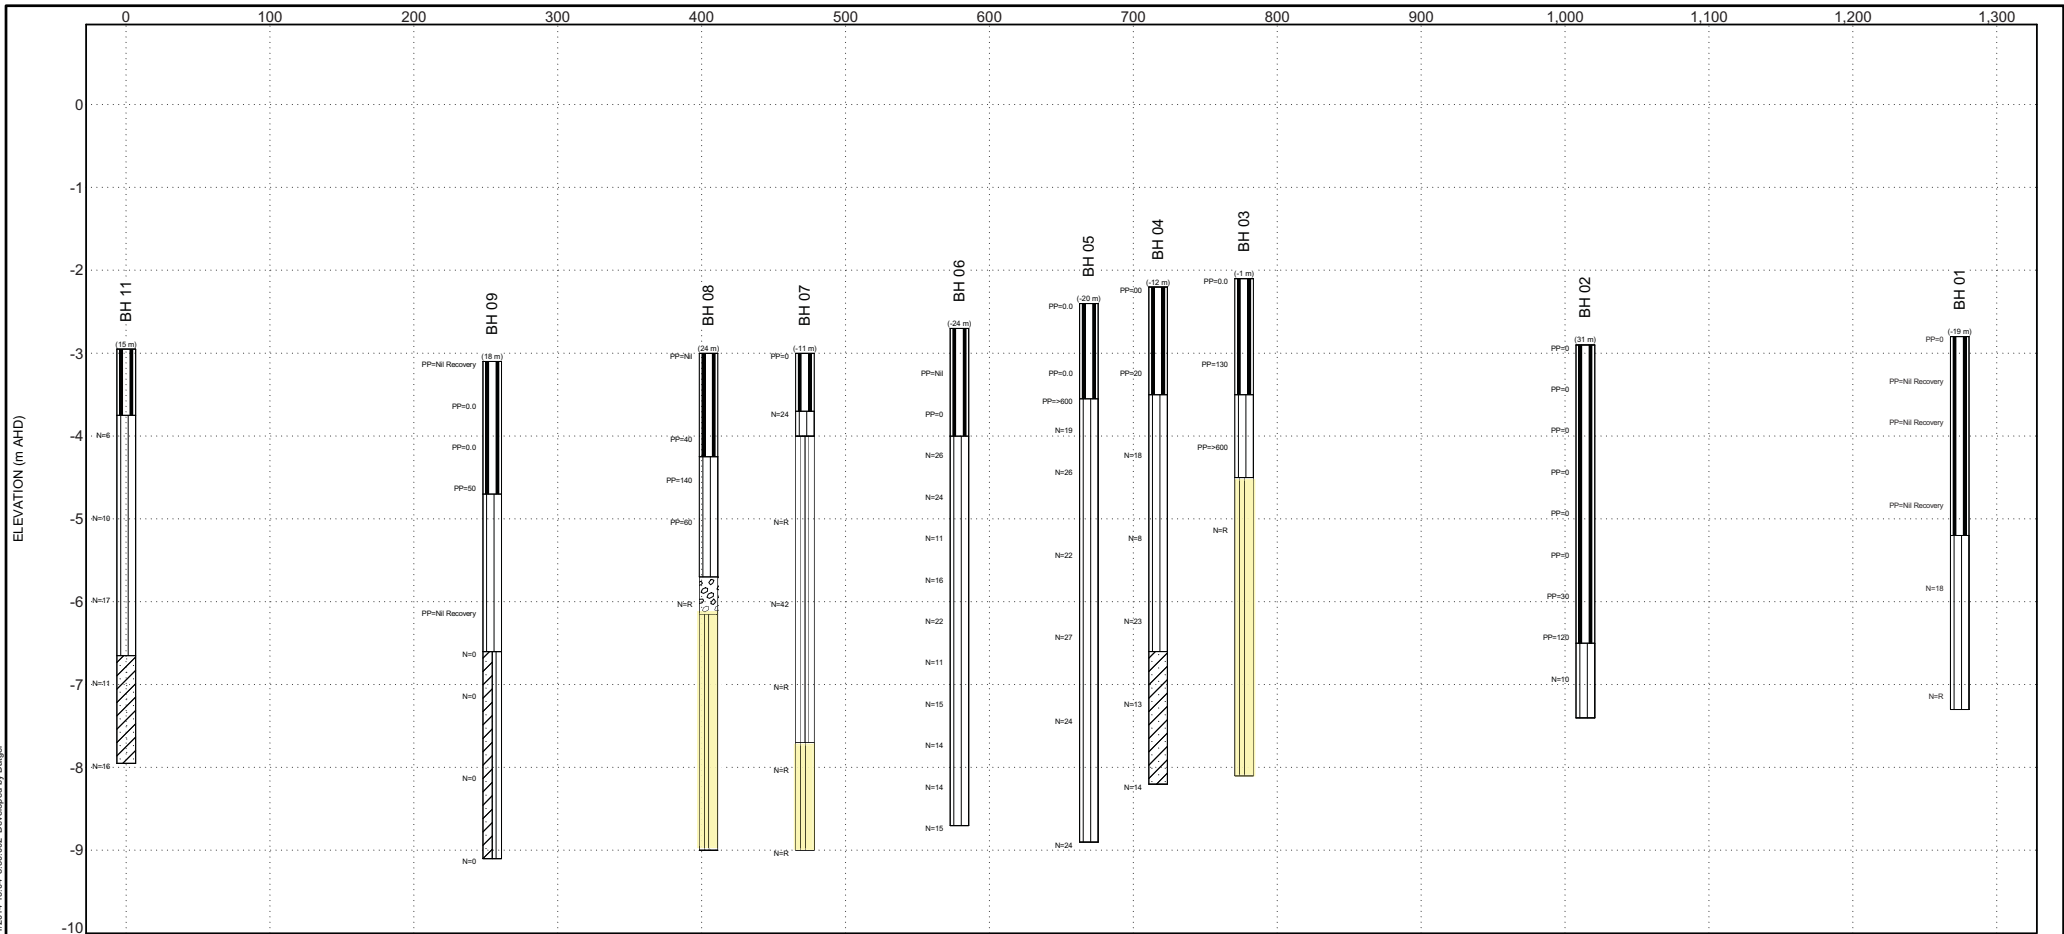 0 100 200 300 400 500 600 700 800 900 1,000 1,100 1,200 1,300
ELEVATION (m AHD)
0
-1
-2
-3
-4
-5
-6
-7
-8
-9
-10
BH 11
(15 m)
N=6
N=10
N=17
N=11
N=16
BH 09
(18 m)
PP=Nil Recovery
PP=0.0
PP=0.0
PP=50
PP=Nil Recovery
N=0
N=0
N=0
N=0
BH 08
(24 m)
PP=Nil
PP=40
PP=140
PP=60
N=R
BH 07
(-11 m)
PP=0
N=24
N=R
N=42
N=R
N=R
N=R
BH 06
(-24 m)
PP=Nil
PP=0
N=26
N=24
N=11
N=16
N=22
N=11
N=15
N=14
N=14
N=15
BH 05
(-20 m)
PP=0.0
PP=0.0
PP=>600
N=19
N=26
N=22
N=27
N=24
N=24
BH 04
(-12 m)
PP=00
PP=20
N=18
N=8
N=23
N=13
N=14
BH 03
(-1 m)
PP=0.0
PP=130
PP=>600
N=R
BH 02
(31 m)
PP=0
PP=0
PP=0
PP=0
PP=0
PP=0
PP=30
PP=120
N=10
BH 01
(-19 m)
PP=0
PP=Nil Recovery
PP=Nil Recovery
PP=Nil Recovery
N=18
N=R